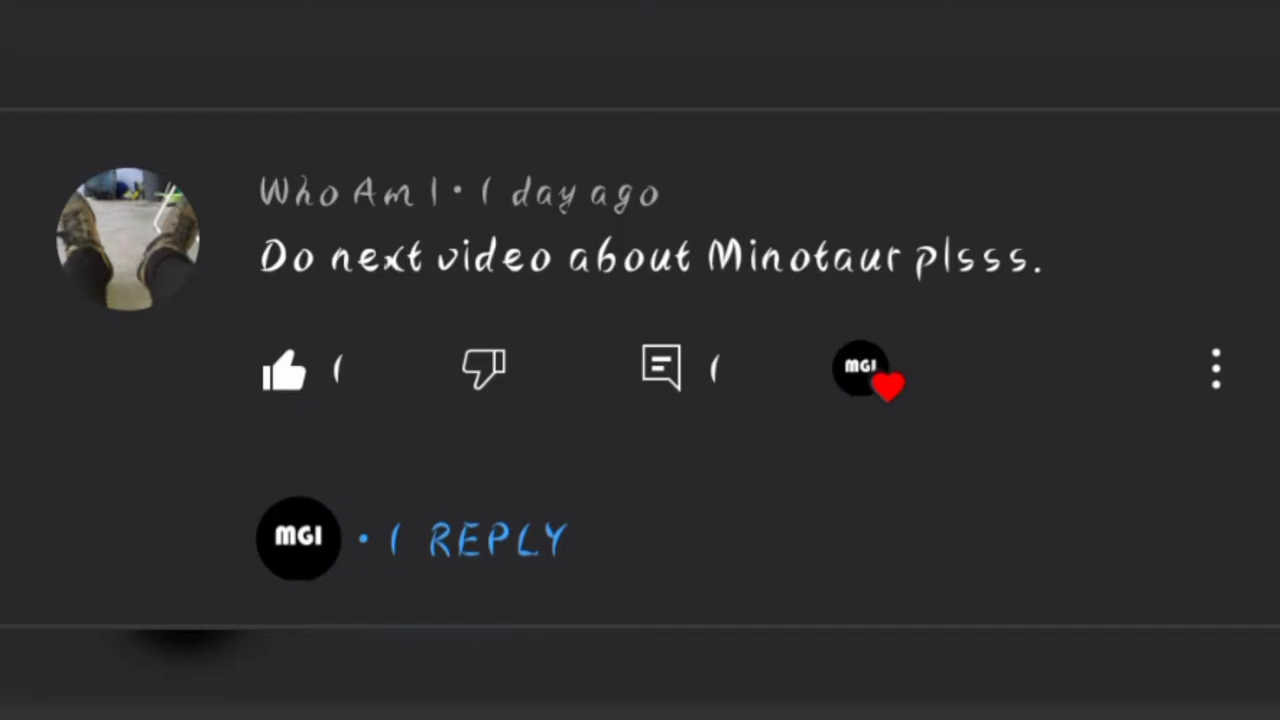 Who Am I • 1 day ago
Do next video about Minotaur plsss.
1 1 MGI
MGI • 1 REPLY